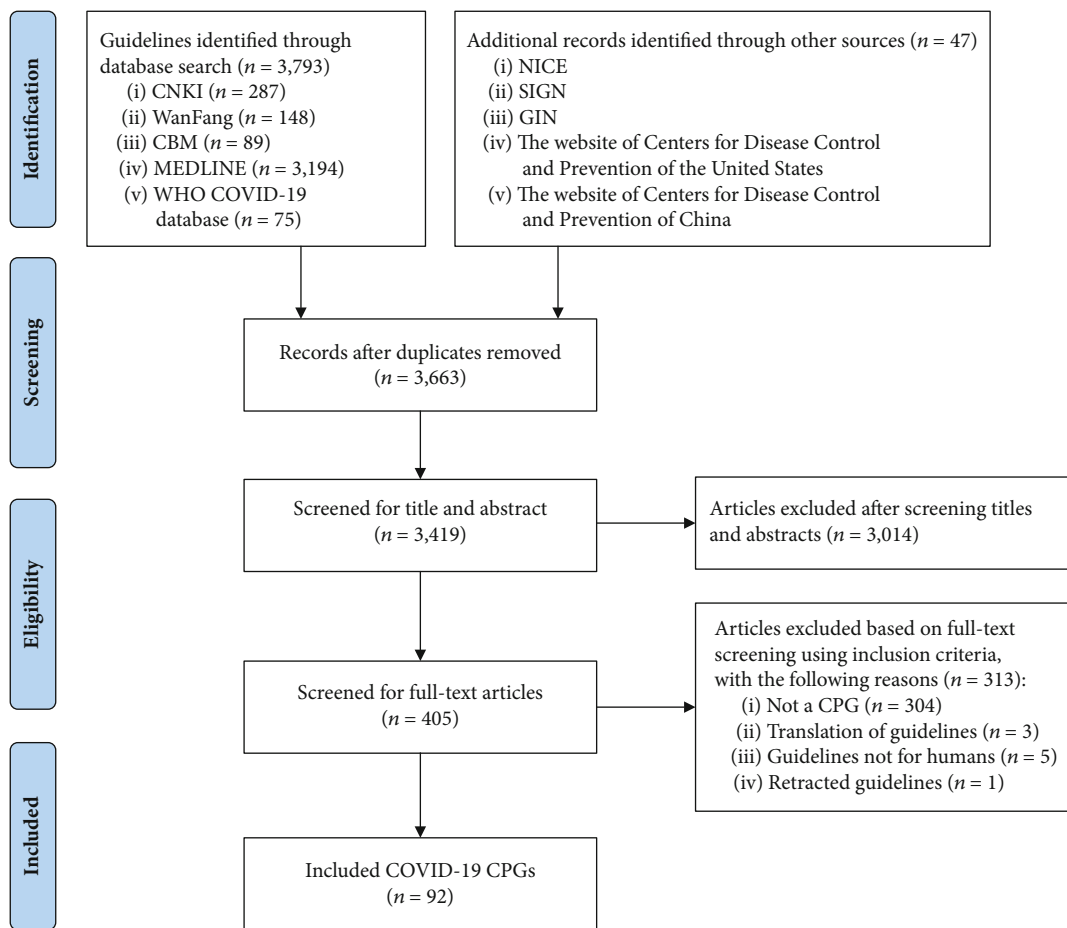 Identification
Guidelines identified through
database search (n = 3,793)
(i) CNKI (n = 287)
(ii) WanFang (n = 148)
(iii) CBM (n = 89)
(iv) MEDLINE (n = 3,194)
(v) WHO COVID-19
database (n = 75)
Additional records identified through other sources (n = 47)
(i) NICE
(ii) SIGN
(iii) GIN
(iv) The website of Centers for Disease Control
and Prevention of the United States
(v) The website of Centers for Disease Control
and Prevention of China
Screening
Records after duplicates removed
(n = 3,663)
Eligibility
Screened for title and abstract
(n = 3,419)
Articles excluded after screening titles
and abstracts (n = 3,014)
Screened for full-text articles
(n = 405)
Articles excluded based on full-text
screening using inclusion criteria,
with the following reasons (n = 313):
(i) Not a CPG (n = 304)
(ii) Translation of guidelines (n = 3)
(iii) Guidelines not for humans (n = 5)
(iv) Retracted guidelines (n = 1)
Included
Included COVID-19 CPGs
(n = 92)